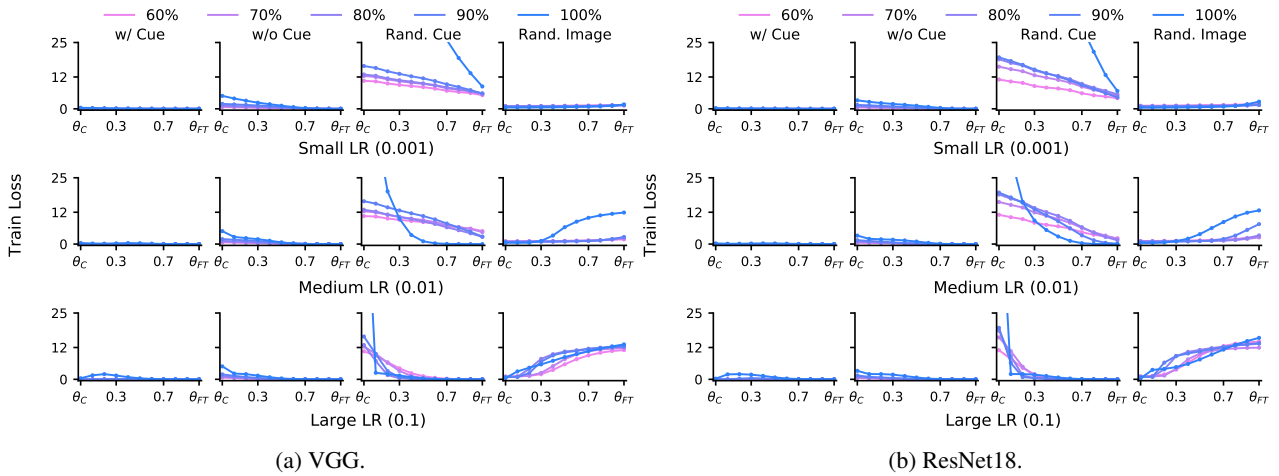 60% 70% 80% 90% 100%
w/ Cue w/o Cue Rand. Cue Rand. Image
25
12
0
θC 0.3 0.7 θFT θC 0.3 0.7 θFT θC 0.3 0.7 θFT θC 0.3 0.7 θFT
Small LR (0.001)
Train Loss
25
12
0
θC 0.3 0.7 θFT θC 0.3 0.7 θFT θC 0.3 0.7 θFT θC 0.3 0.7 θFT
Medium LR (0.01)
25
12
0
θC 0.3 0.7 θFT θC 0.3 0.7 θFT θC 0.3 0.7 θFT θC 0.3 0.7 θFT
Large LR (0.1)
(a) VGG.
60% 70% 80% 90% 100%
w/ Cue w/o Cue Rand. Cue Rand. Image
25
12
0
θC 0.3 0.7 θFT θC 0.3 0.7 θFT θC 0.3 0.7 θFT θC 0.3 0.7 θFT
Small LR (0.001)
Train Loss
25
12
0
θC 0.3 0.7 θFT θC 0.3 0.7 θFT θC 0.3 0.7 θFT θC 0.3 0.7 θFT
Medium LR (0.01)
25
12
0
θC 0.3 0.7 θFT θC 0.3 0.7 θFT θC 0.3 0.7 θFT θC 0.3 0.7 θFT
Large LR (0.1)
(b) ResNet18.